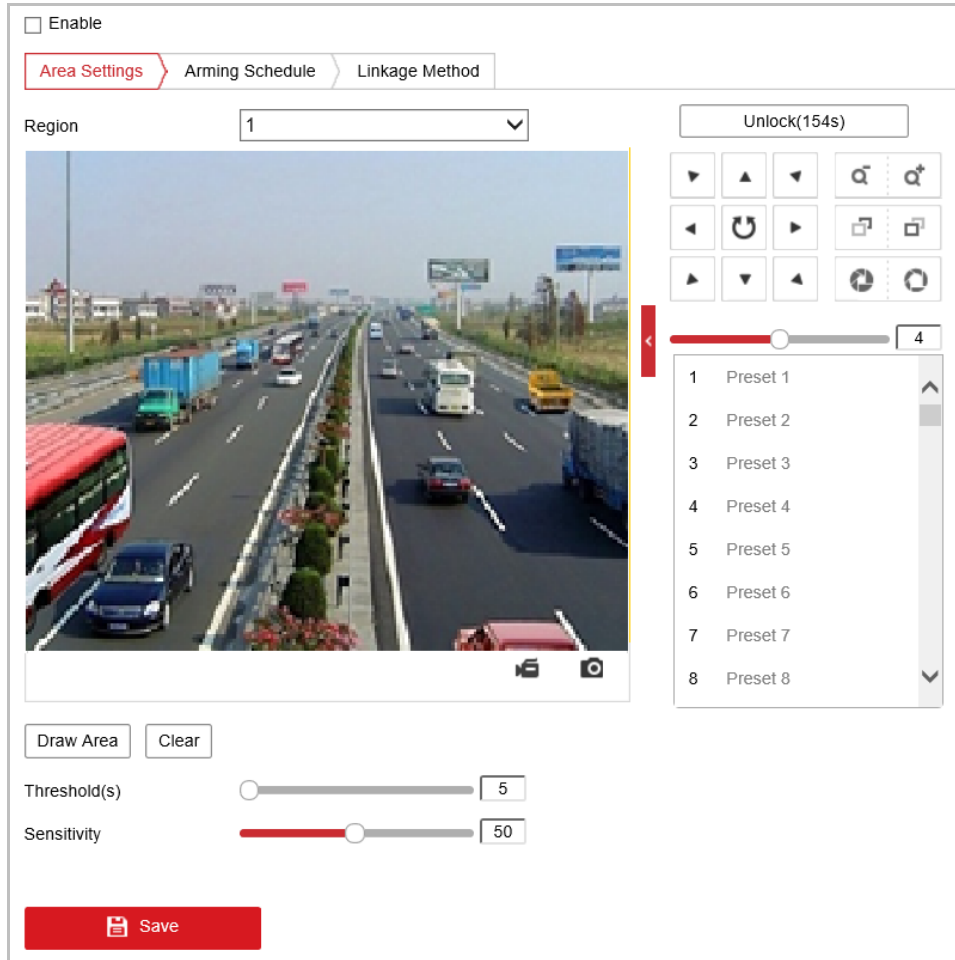 Enable
Area Settings Arming Schedule Linkage Method
Region 1 Unlock(154s)
4
1 Preset 1
2 Preset 2
3 Preset 3
4 Preset 4
5 Preset 5
6 Preset 6
7 Preset 7
8 Preset 8
Draw Area Clear
Threshold(s) 5
Sensitivity 50
Save